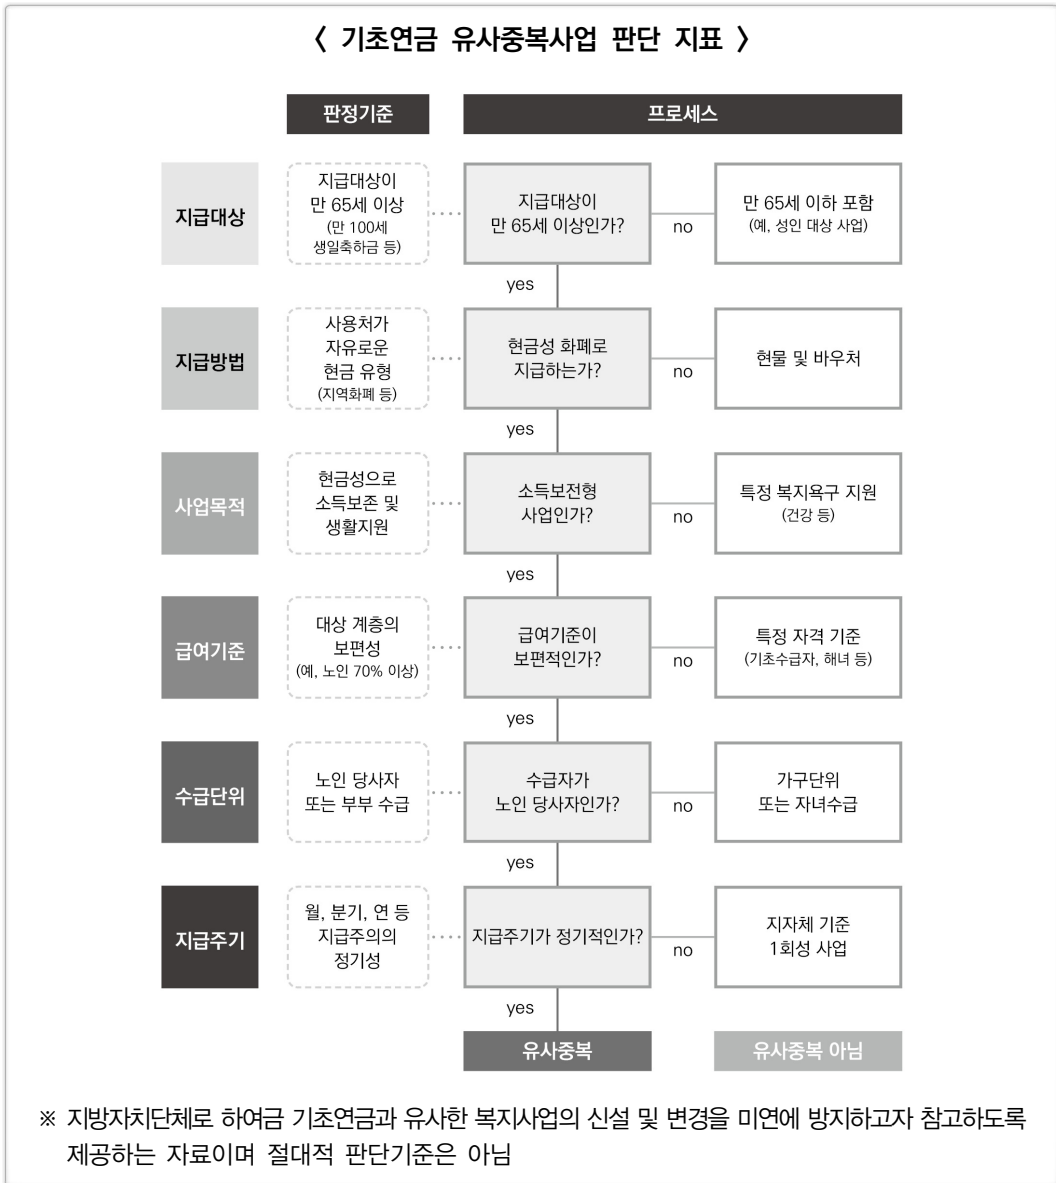 〈 기초연금 유사중복사업 판단 지표 〉
판정기준
프로세스
지급대상
지급대상이
만 65세 이상
(만 100세
생일축하금 등)
지급대상이
만 65세 이상인가?
no
만 65세 이하 포함
(예, 성인 대상 사업)
yes
지급방법
사용처가
자유로운
현금 유형
(지역화폐 등)
현금성 화폐로
지급하는가?
no
현물 및 바우처
yes
사업목적
현금성으로
소득보존 및
생활지원
소득보전형
사업인가?
no
특정 복지욕구 지원
(건강 등)
yes
급여기준
대상 계층의
보편성
(예, 노인 70% 이상)
급여기준이
보편적인가?
no
특정 자격 기준
(기초수급자, 해녀 등)
yes
수급단위
노인 당사자
또는 부부 수급
수급자가
노인 당사자인가?
no
가구단위
또는 자녀수급
yes
지급주기
월, 분기, 연 등
지급주의의
정기성
지급주기가 정기적인가?
no
지자체 기준
1회성 사업
yes
유사중복
유사중복 아님
※ 지방자치단체로 하여금 기초연금과 유사한 복지사업의 신설 및 변경을 미연에 방지하고자 참고하도록
제공하는 자료이며 절대적 판단기준은 아님